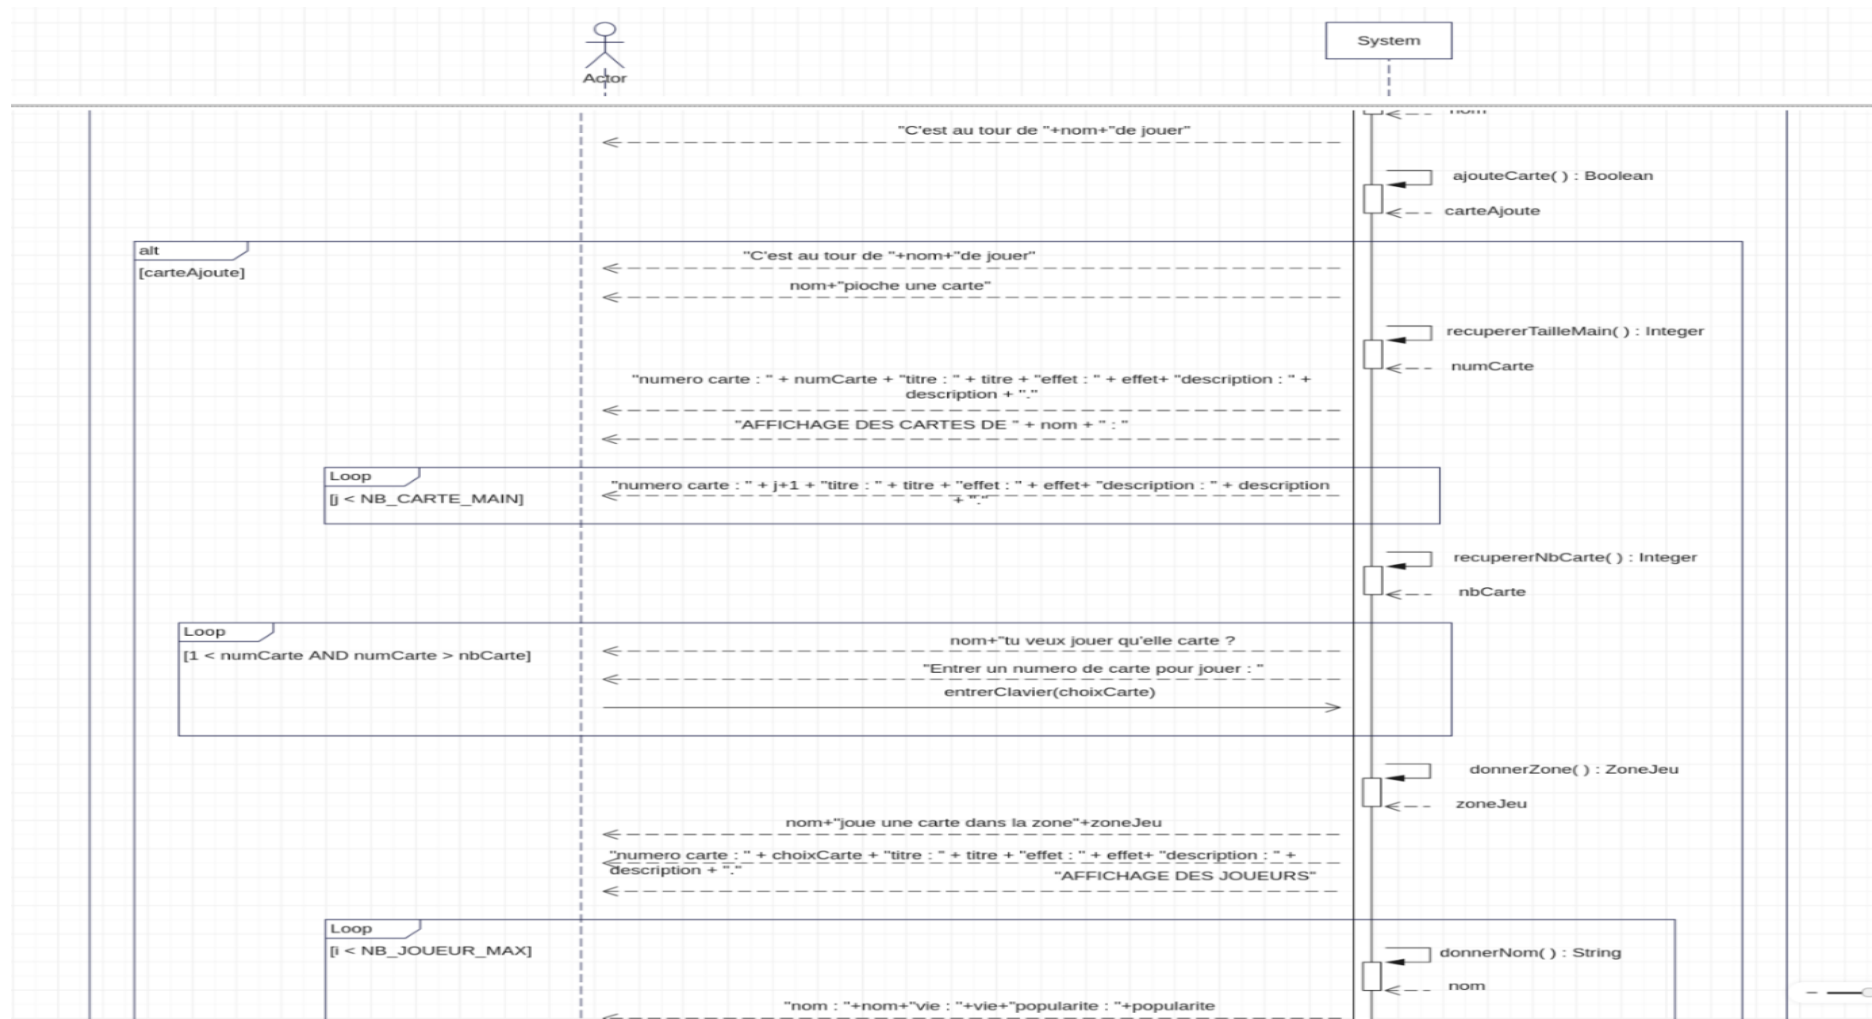 Actor
System
nom
"C'est au tour de "+nom+"de jouer"
ajouteCarte( ) : Boolean
carteAjoute
alt
[carteAjoute]
"C'est au tour de "+nom+"de jouer"
nom+"pioche une carte"
recupererTailleMain( ) : Integer
numCarte
"numero carte : " + numCarte + "titre : " + titre + "effet : " + effet+ "description : " +
description + "."
"AFFICHAGE DES CARTES DE " + nom + " : "
Loop
[j < NB_CARTE_MAIN]
"numero carte : " + j+1 + "titre : " + titre + "effet : " + effet+ "description : " + description
+ "."
recupererNbCarte( ) : Integer
nbCarte
Loop
[1 < numCarte AND numCarte > nbCarte]
nom+"tu veux jouer qu'elle carte ?
"Entrer un numero de carte pour jouer : "
entrerClavier(choixCarte)
donnerZone( ) : ZoneJeu
zoneJeu
nom+"joue une carte dans la zone"+zoneJeu
"numero carte : " + choixCarte + "titre : " + titre + "effet : " + effet+ "description : " +
description + "."
"AFFICHAGE DES JOUEURS"
Loop
[i < NB_JOUEUR_MAX]
donnerNom( ) : String
nom
"nom : "+nom+"vie : "+vie+"popularite : "+popularite